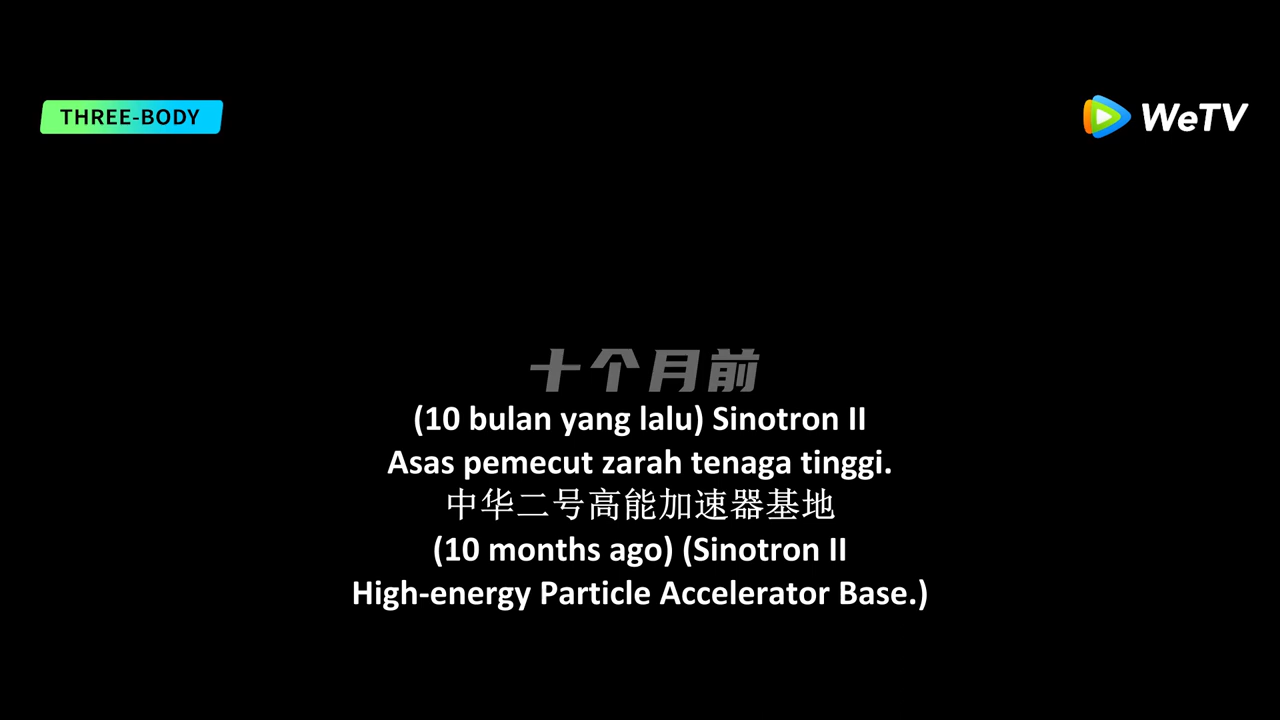 THREE-BODY
WeTV
十个月前
(10 bulan yang lalu) Sinotron II
Asas pemecut zarah tenaga tinggi.
中华二号高能加速器基地
(10 months ago) (Sinotron II
High-energy Particle Accelerator Base.)